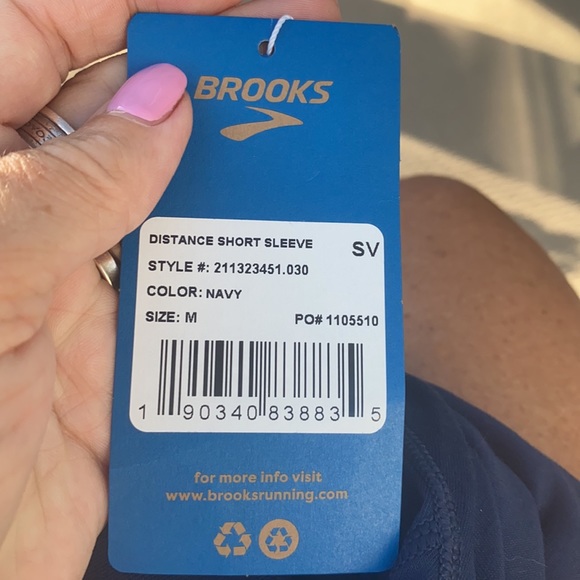 BROOKS
DISTANCE SHORT SLEEVE SV
STYLE #: 211323451.030
COLOR: NAVY
SIZE: M PO# 1105510
1 90340 83883 5
for more info visit
www.brooksrunning.com